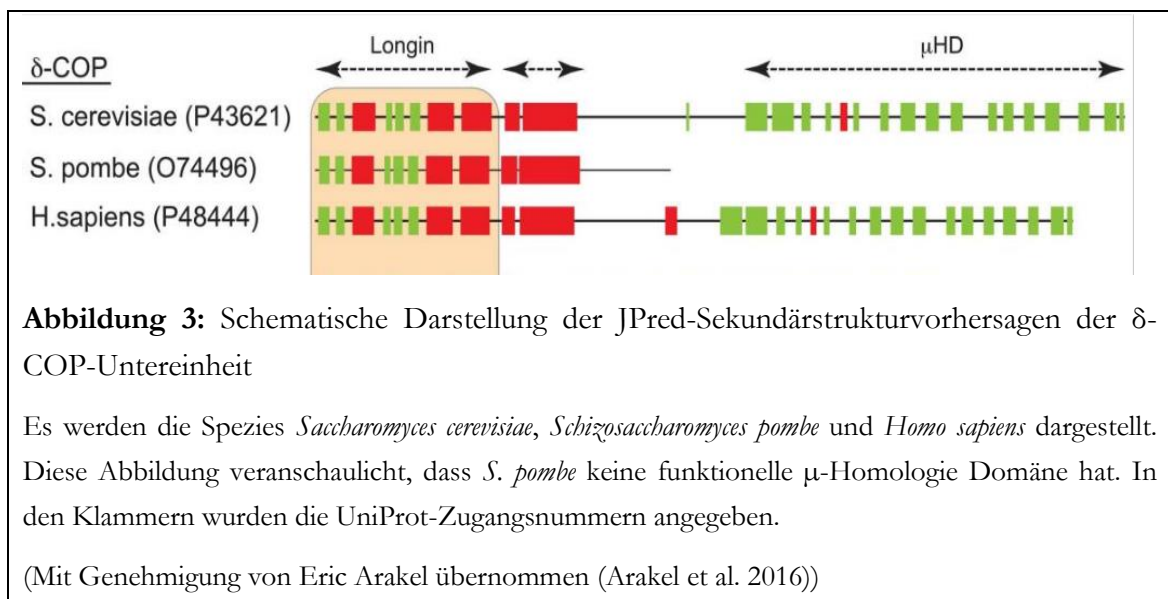 Longin
μHD
δ-COP
S. cerevisiae (P43621)
S. pombe (O74496)
H.sapiens (P48444)
Abbildung 3: Schematische Darstellung der JPred-Sekundärstrukturvorhersagen der δ-
COP-Untereinheit
Es werden die Spezies Saccharomyces cerevisiae, Schizosaccharomyces pombe und Homo sapiens dargestellt.
Diese Abbildung veranschaulicht, dass S. pombe keine funktionelle μ-Homologie Domäne hat. In
den Klammern wurden die UniProt-Zugangsnummern angegeben.
(Mit Genehmigung von Eric Arakel übernommen (Arakel et al. 2016))